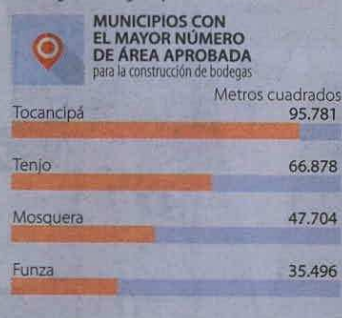 MUNICIPIOS CON
EL MAYOR NÚMERO
DE ÁREA APROBADA
para la construcción de bodegas
Metros cuadrados
Tocancipá 95.781
Tenjo 66.878
Mosquera 47.704
Funza 35.496